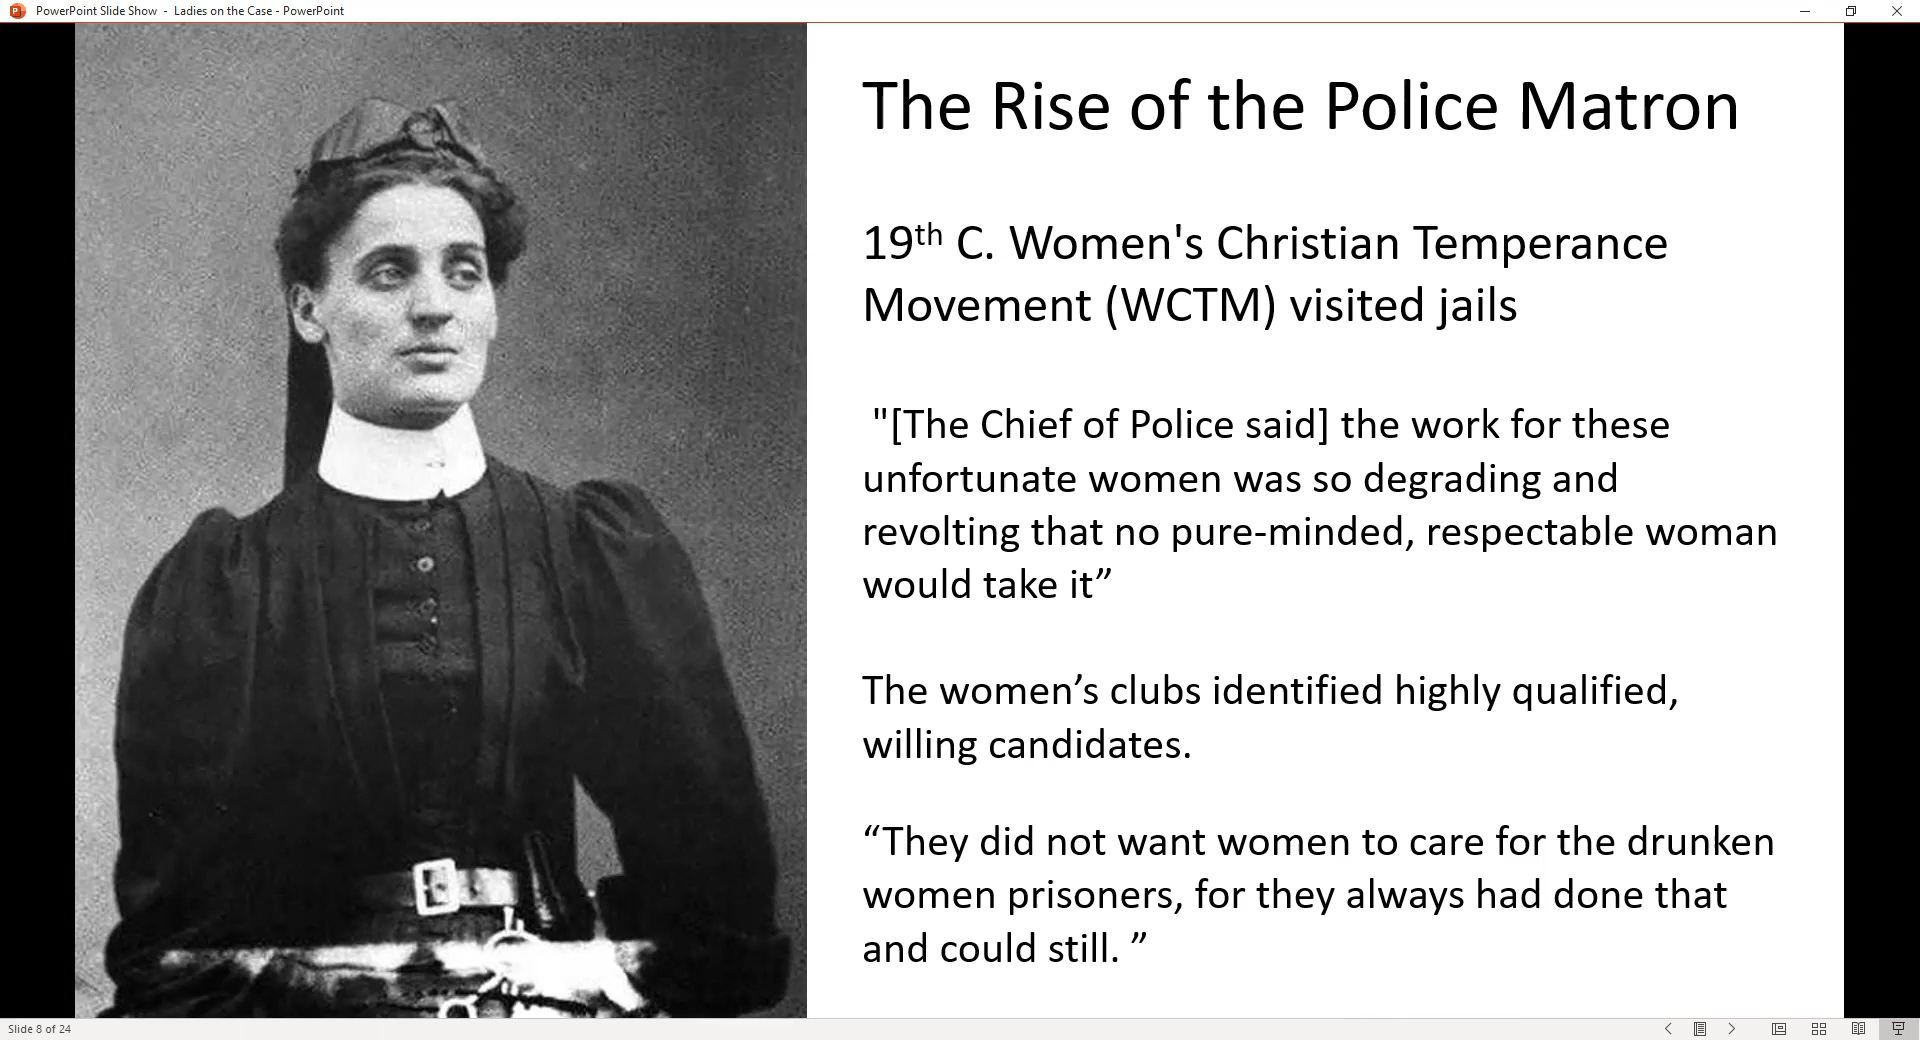 PowerPoint Slide Show - Ladies on the Case - PowerPoint
The Rise of the Police Matron
19th C. Women's Christian Temperance
Movement (WCTM) visited jails
"[The Chief of Police said] the work for these
unfortunate women was so degrading and
revolting that no pure-minded, respectable woman
would take it”
The women’s clubs identified highly qualified,
willing candidates.
“They did not want women to care for the drunken
women prisoners, for they always had done that
and could still. ”
Slide 8 of 24